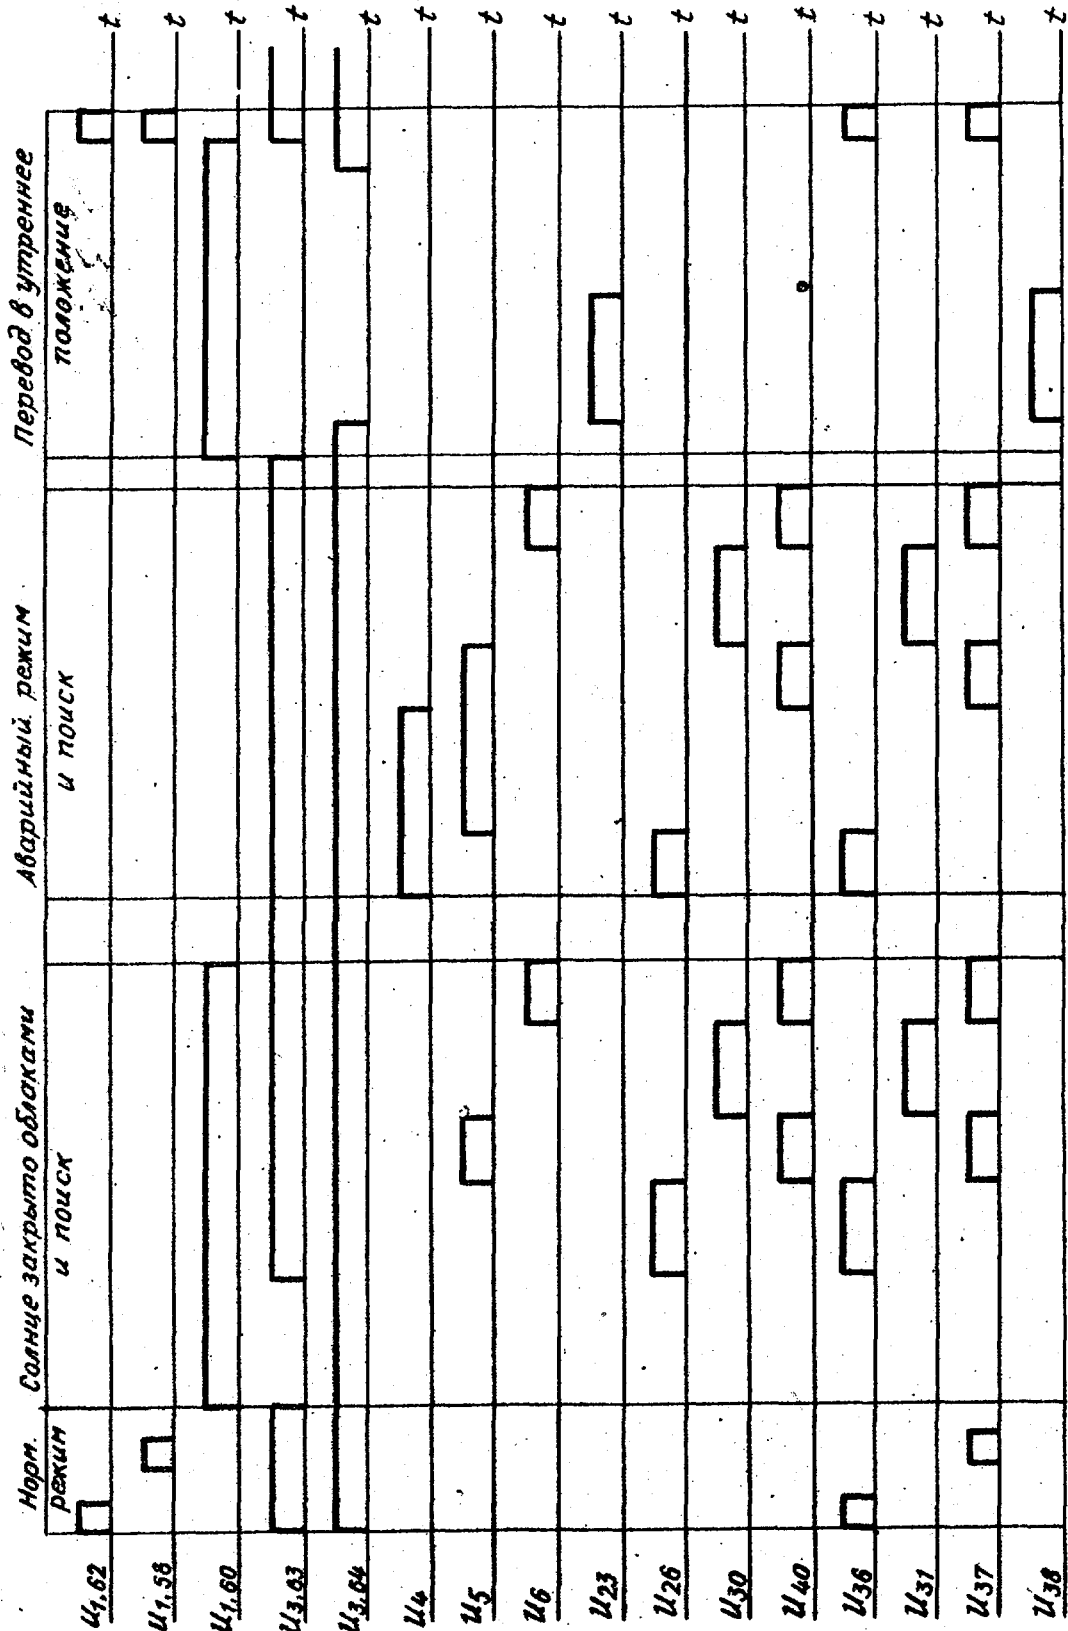 Норм.
режим
Солнце закрыто облаками
и поиск
Аварийный режим
и поиск
Перевод в утреннее
положение
U1,62 t
U1,58 t
U1,60 t
U3,63 t
U3,64 t
U4 t
U5 t
U6 t
U23 t
U26 t
U30 t
U40 t
U36 t
U31 t
U37 t
U38 t